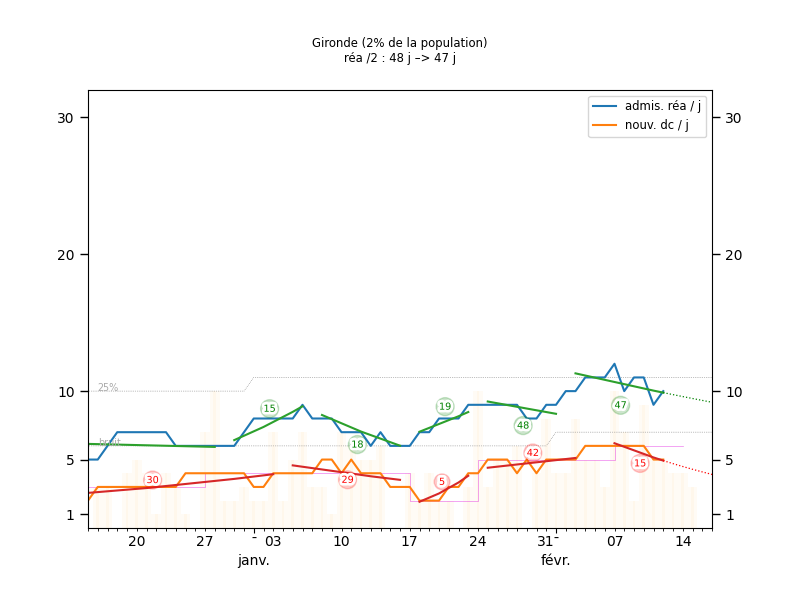 Gironde (2% de la population)
réa /2 : 48 j –> 47 j
admis. réa / j
nouv. dc / j
30 30
20 20
10 10
5 5
1 1
25%
bruit
15
18
19
48
47
30
29
5
42
15
20 27 - 03 10 17 24 31 - 07 14
janv. févr.